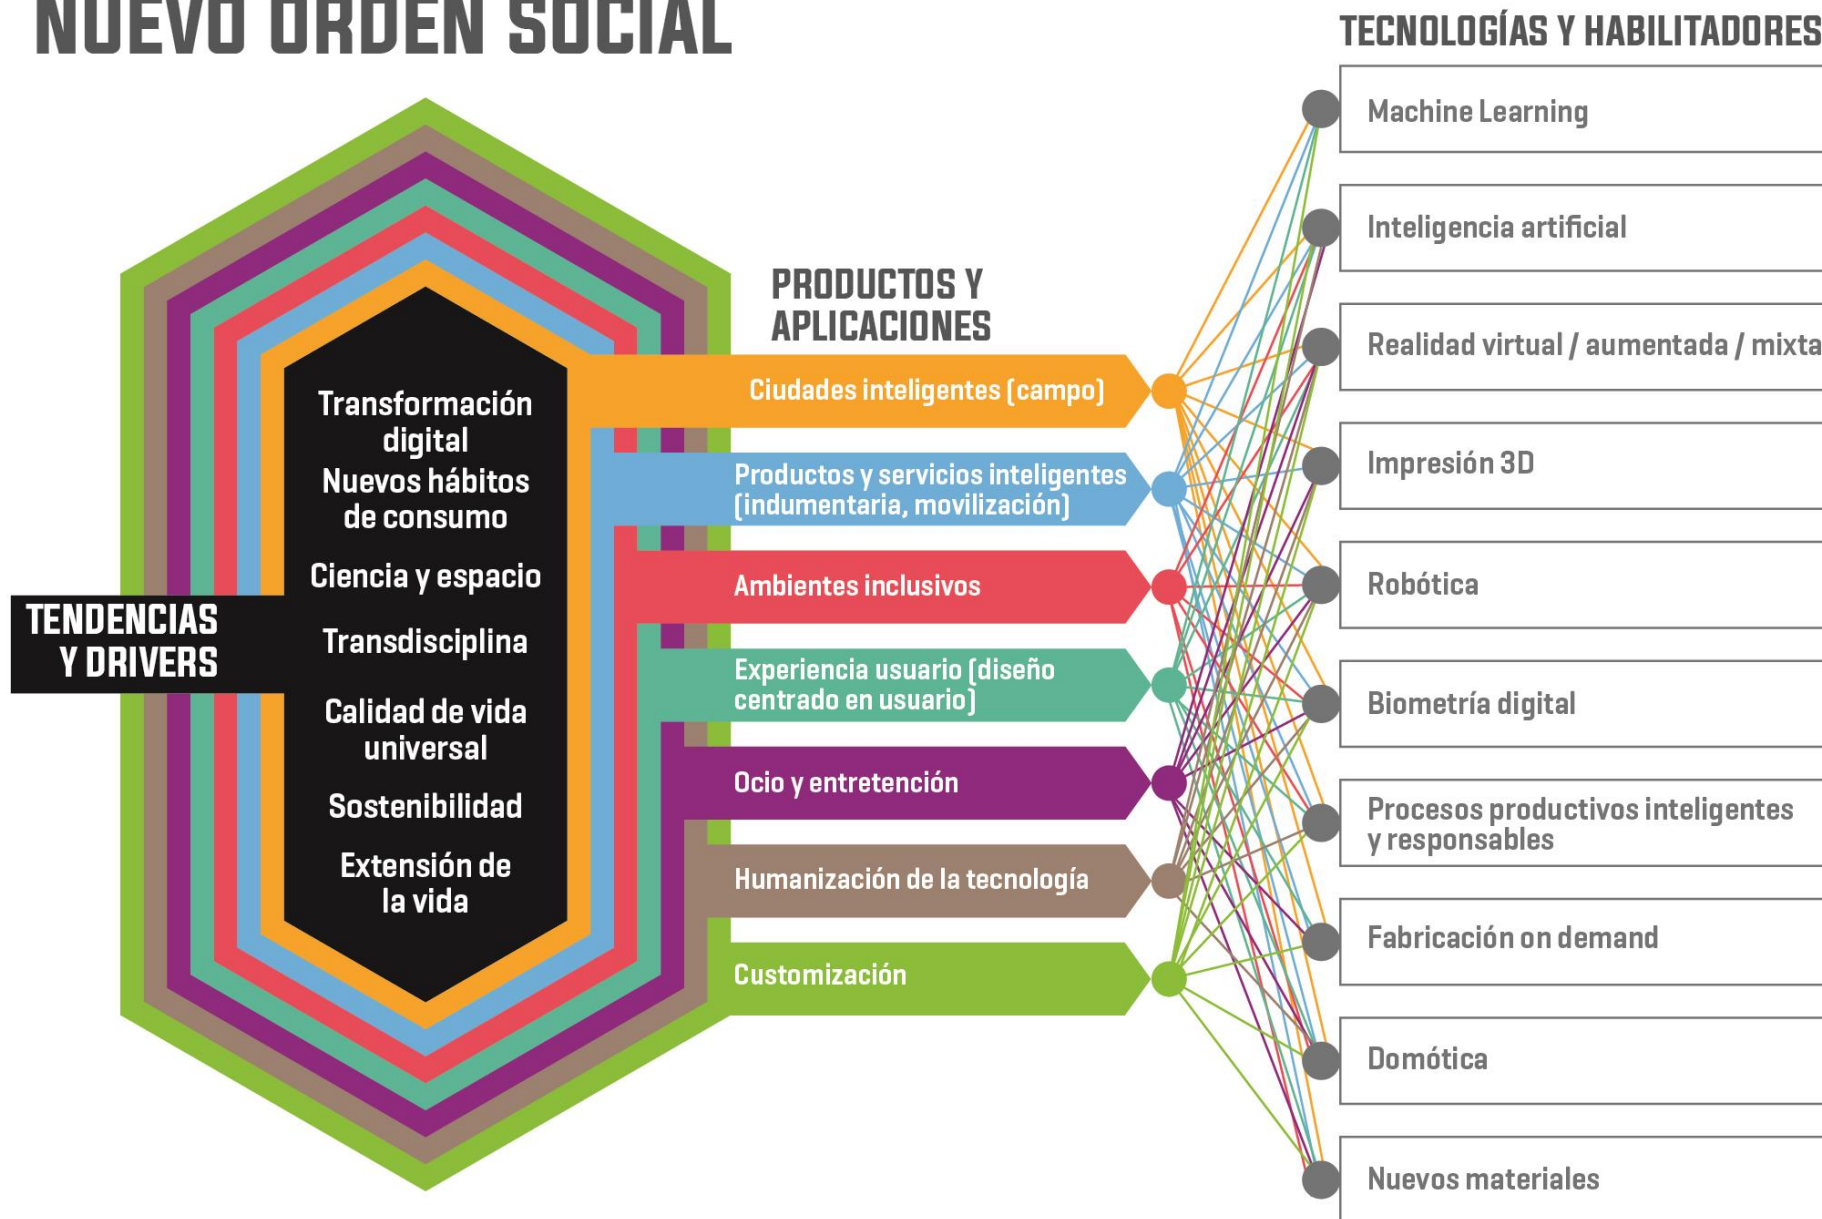 NUEVO ORDEN SOCIAL
TENDENCIAS
Y DRIVERS
Transformación
digital
Nuevos hábitos
de consumo
Ciencia y espacio
Transdisciplina
Calidad de vida
universal
Sostenibilidad
Extensión de
la vida
PRODUCTOS Y
APLICACIONES
Ciudades inteligentes (campo)
Productos y servicios inteligentes
(indumentaria, movilización)
Ambientes inclusivos
Experiencia usuario (diseño
centrado en usuario)
Ocio y entretención
Humanización de la tecnología
Customización
TECNOLOGÍAS Y HABILITADORES
Machine Learning
Inteligencia artificial
Realidad virtual / aumentada / mixta
Impresión 3D
Robótica
Biometría digital
Procesos productivos inteligentes
y responsables
Fabricación on demand
Domótica
Nuevos materiales